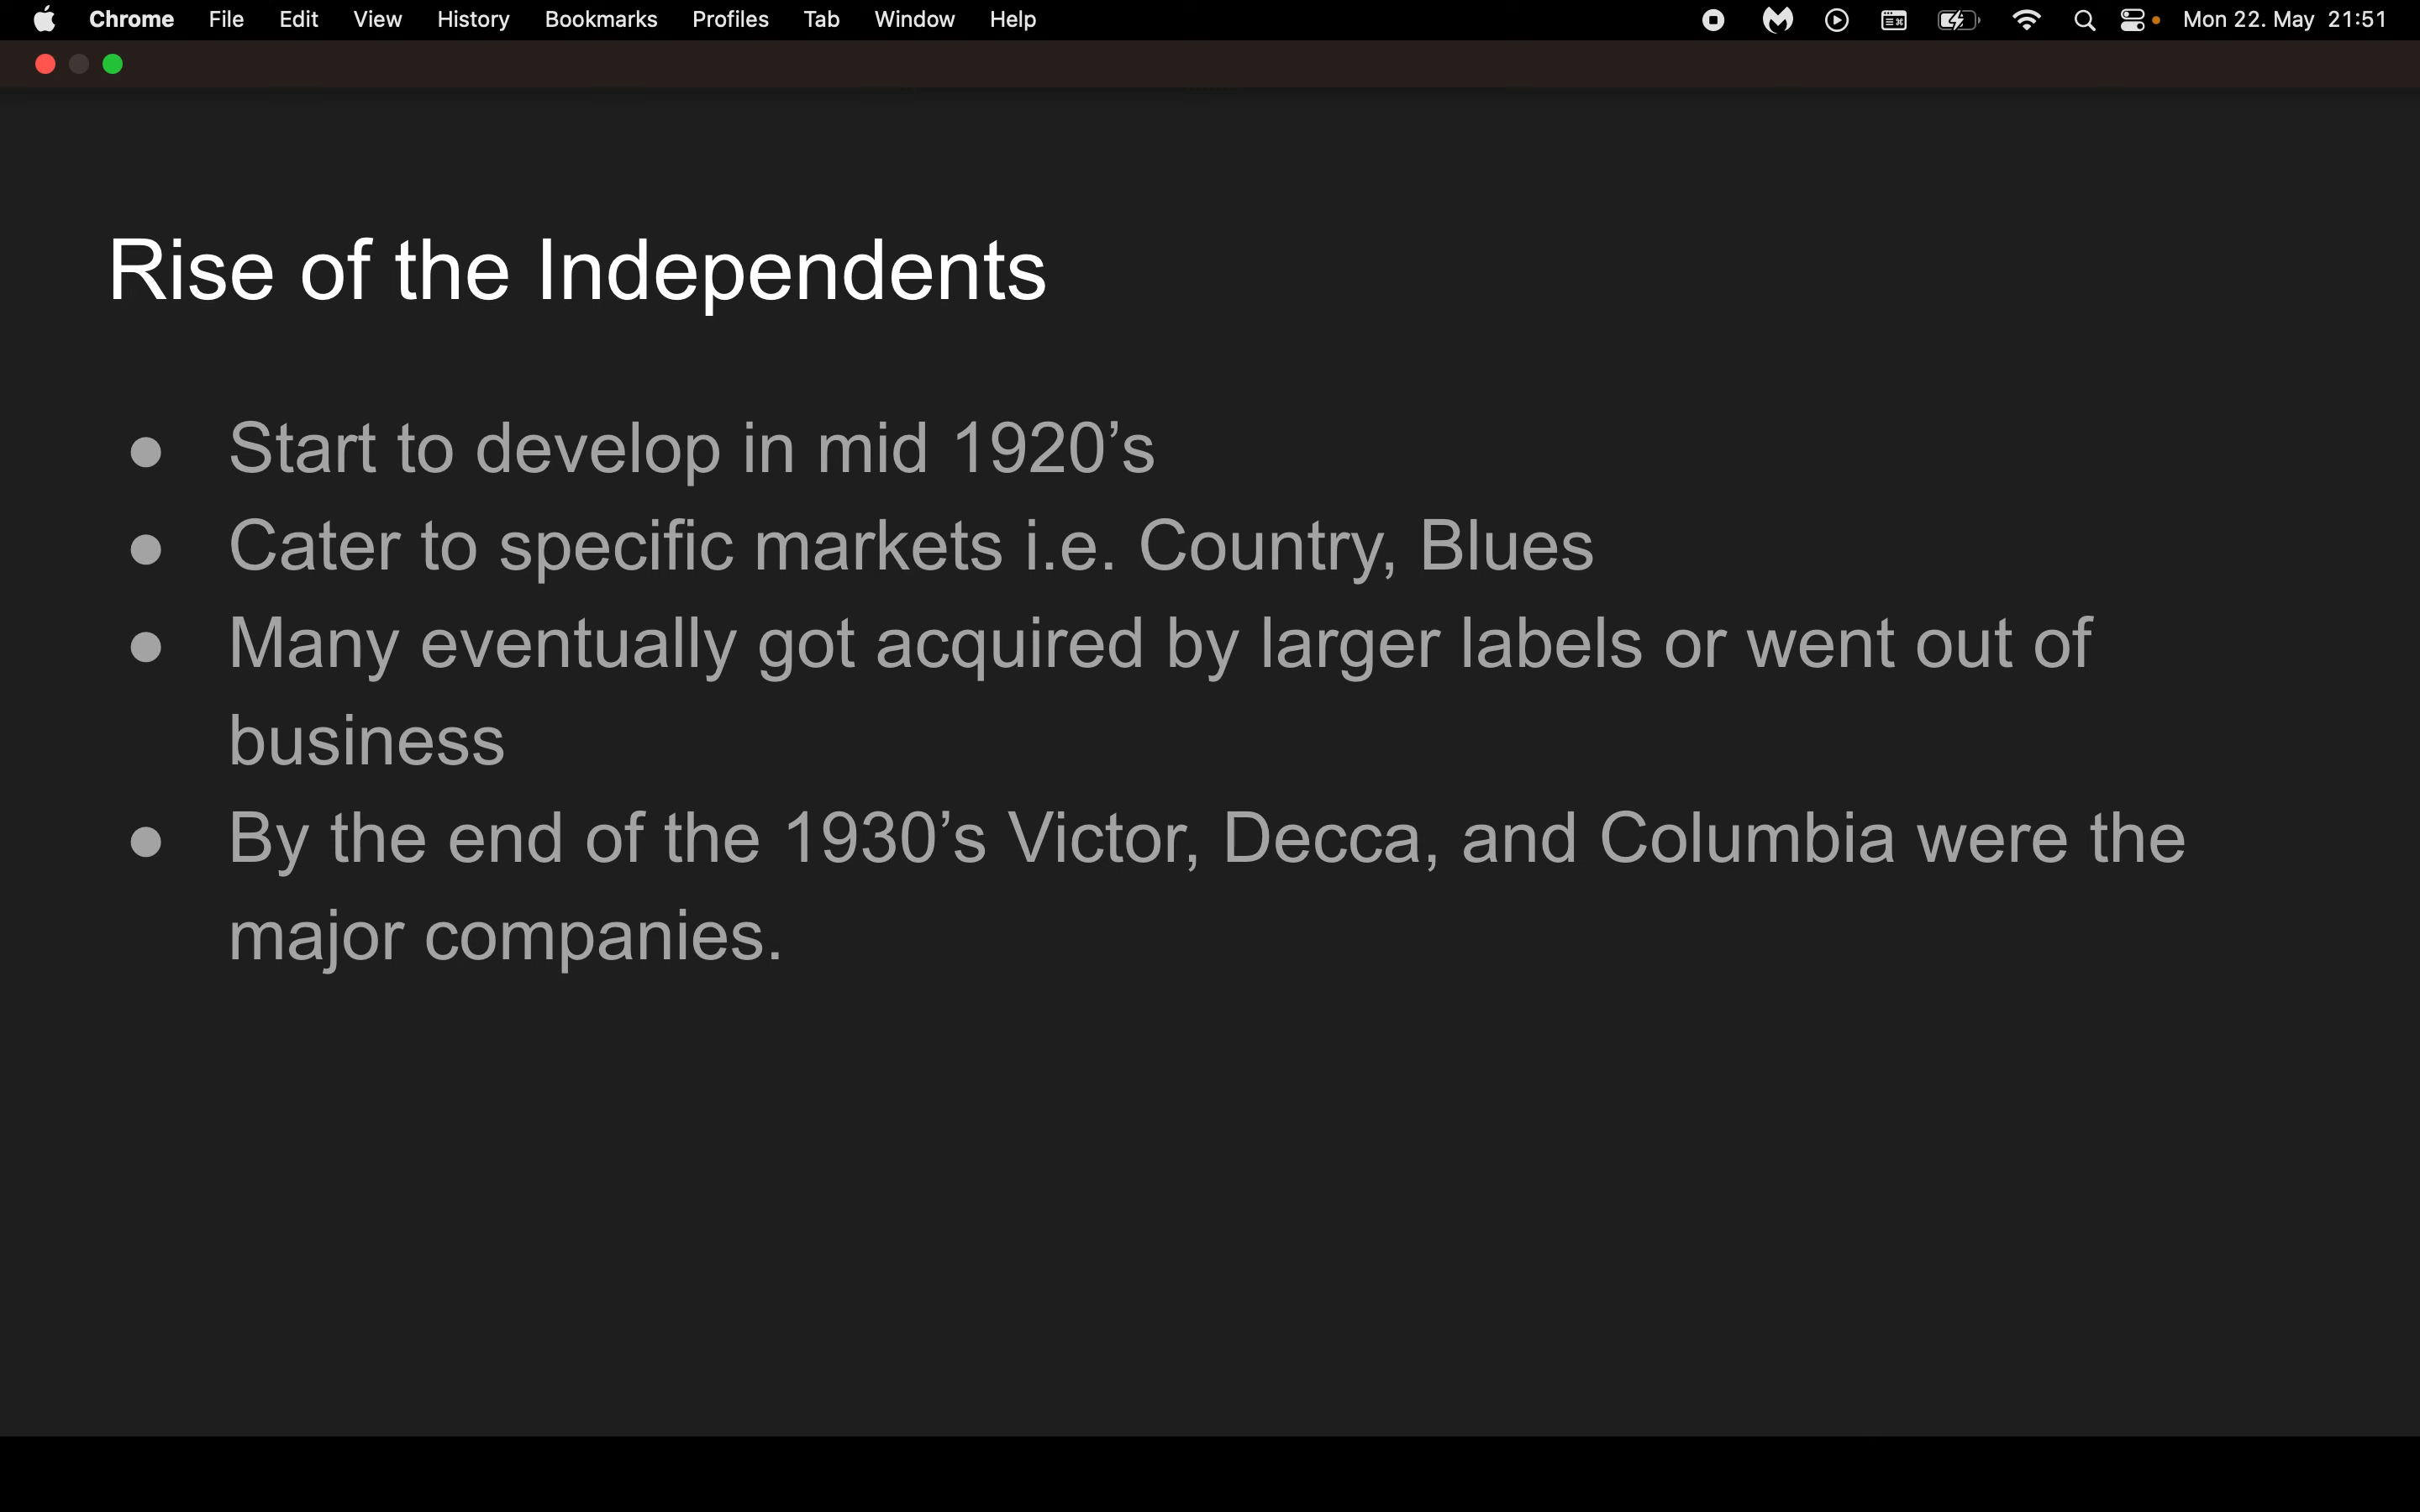 Chrome File Edit View History Bookmarks Profiles Tab Window Help Mon 22. May 21:51
Rise of the Independents
● Start to develop in mid 1920’s
● Cater to specific markets i.e. Country, Blues
● Many eventually got acquired by larger labels or went out of
business
● By the end of the 1930’s Victor, Decca, and Columbia were the
major companies.